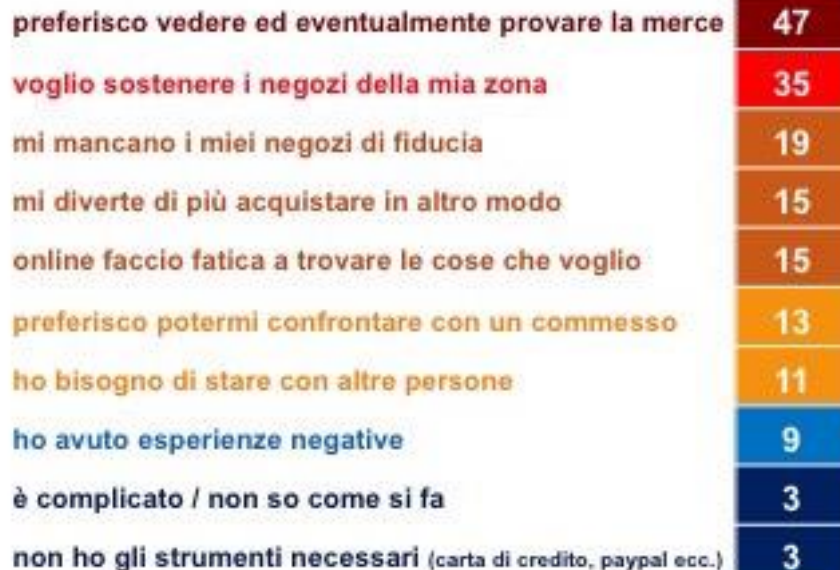 preferisco vedere ed eventualmente provare la merce 47
voglio sostenere i negozi della mia zona 35
mi mancano i miei negozi di fiducia 19
mi diverte di più acquistare in altro modo 15
online faccio fatica a trovare le cose che voglio 15
preferisco potermi confrontare con un commesso 13
ho bisogno di stare con altre persone 11
ho avuto esperienze negative 9
è complicato / non so come si fa 3
non ho gli strumenti necessari (carta di credito, paypal ecc.) 3